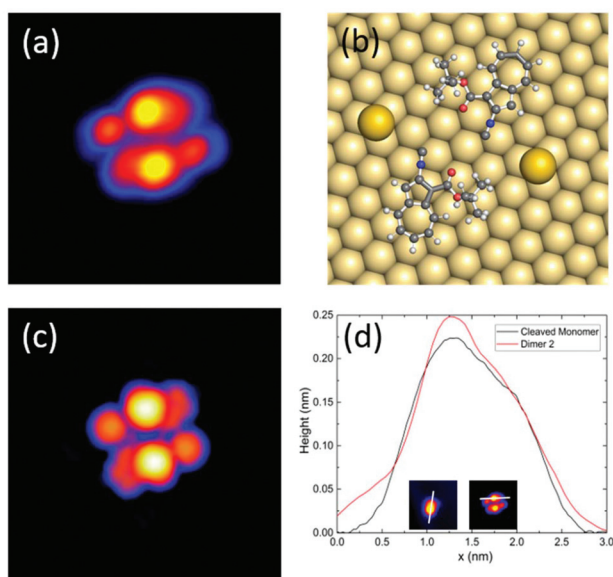 (a)
(b)
(c)
(d)
Cleaved Monomer
Dimer 2
Height (nm)
0.25
0.20
0.15
0.10
0.05
0.00
0.0 0.5 1.0 1.5 2.0 2.5 3.0
x (nm)